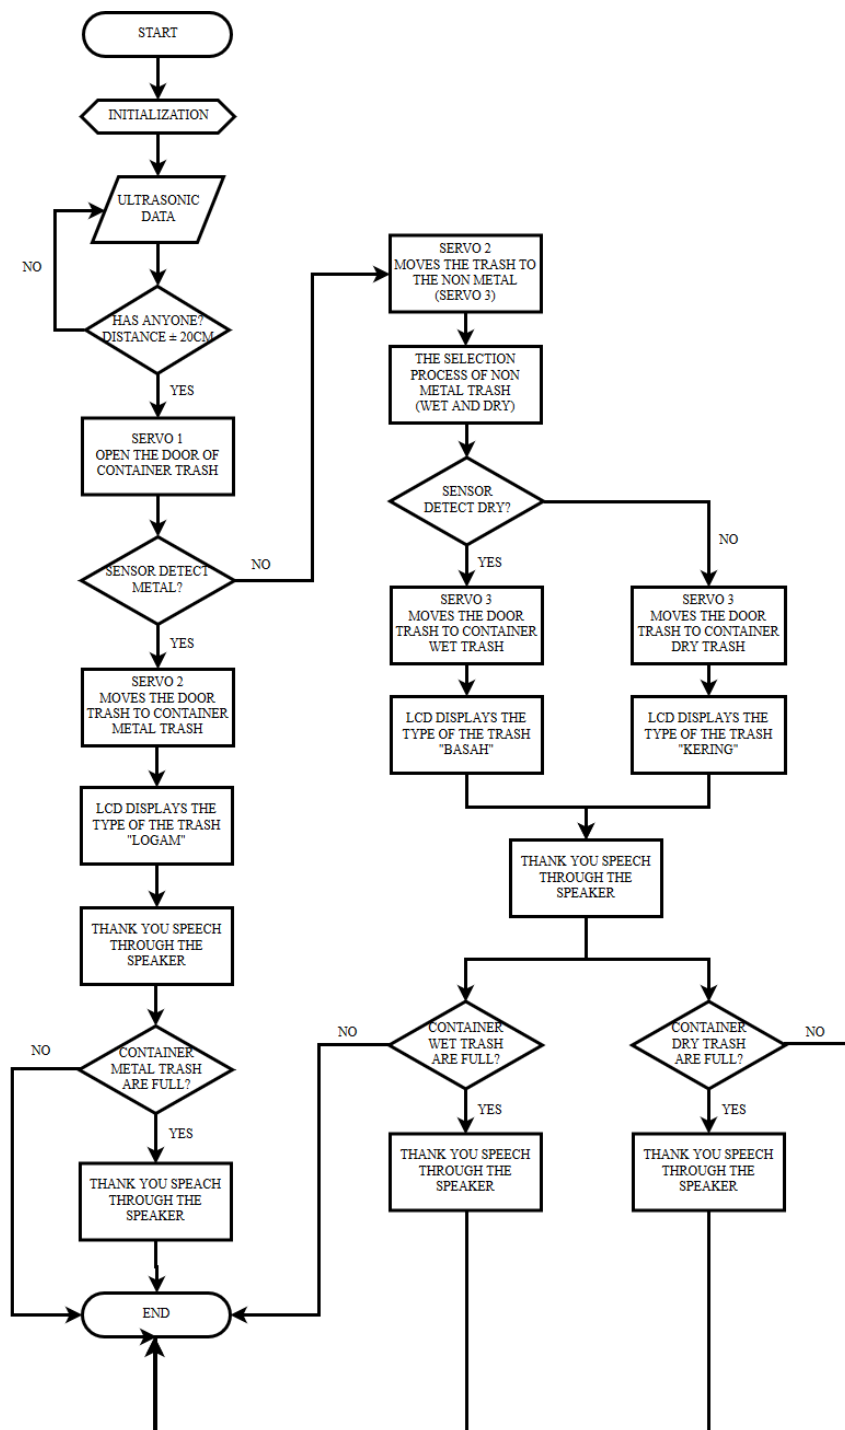 START
INITIALIZATION
ULTRASONIC
DATA
NO
HAS ANYONE?
DISTANCE ± 20CM
YES
SERVO 1
OPEN THE DOOR OF
CONTAINER TRASH
SENSOR DETECT
METAL?
NO
YES
SERVO 2
MOVES THE DOOR
TRASH TO CONTAINER
METAL TRASH
LCD DISPLAYS THE
TYPE OF THE TRASH
"LOGAM"
THANK YOU SPEECH
THROUGH THE
SPEAKER
NO
CONTAINER
METAL TRASH
ARE FULL?
YES
THANK YOU SPEACH
THROUGH THE
SPEAKER
END
SERVO 2
MOVES THE TRASH TO
THE NON METAL
(SERVO 3)
THE SELECTION
PROCESS OF NON
METAL TRASH
(WET AND DRY)
SENSOR
DETECT DRY?
YES
NO
SERVO 3
MOVES THE DOOR
TRASH TO CONTAINER
WET TRASH
SERVO 3
MOVES THE DOOR
TRASH TO CONTAINER
DRY TRASH
LCD DISPLAYS THE
TYPE OF THE TRASH
"BASAH"
LCD DISPLAYS THE
TYPE OF THE TRASH
"KERING"
THANK YOU SPEECH
THROUGH THE
SPEAKER
NO
CONTAINER
WET TRASH
ARE FULL?
YES
CONTAINER
DRY TRASH
ARE FULL?
NO
YES
THANK YOU SPEECH
THROUGH THE
SPEAKER
THANK YOU SPEECH
THROUGH THE
SPEAKER